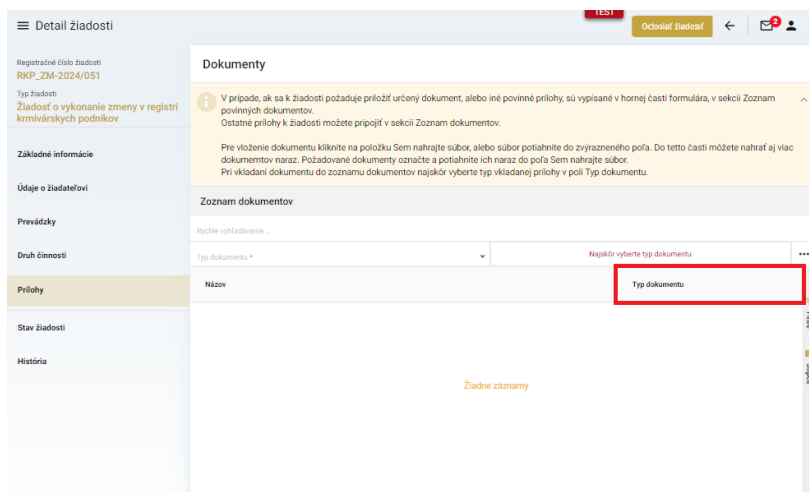 TEST
Detail žiadosti
Odoslať žiadosť
2
Registračné číslo žiadosti
RKP_ZM-2024/051
Typ žiadosti
Žiadosť o vykonanie zmeny v registri
krmivárskych podnikov
Základné informácie
Údaje o žiadateľovi
Prevádzky
Druh činnosti
Prílohy
Stav žiadosti
História
Dokumenty
V prípade, ak sa k žiadosti požaduje priložiť určený dokument, alebo iné povinné prílohy, sú vypísané v hornej časti formulára, v sekcii Zoznam
povinných dokumentov.
Ostatné prílohy k žiadosti možete pripojiť v sekcii Zoznam dokumentov.
Pre vloženie dokumentu kliknite na položku Sem nahrajte súbor, alebo súbor potiahnite do zvýrazneného poľa. Do tetto časti môžete nahrať aj viac
dokumemtov naraz. Požadované dokumenty označte a potiahnite ich naraz do poľa Sem nahrajte súbor.
Pri vkladaní dokumentu do zoznamu dokumentov najskôr vyberte typ vkladanej prílohy v poli Typ dokumentu.
Zoznam dokumentov
Rýchle vyhľadávanie ...
Typ dokumentu *
Najskôr vyberte typ dokumentu
Názov
Typ dokumentu
Žiadne záznamy